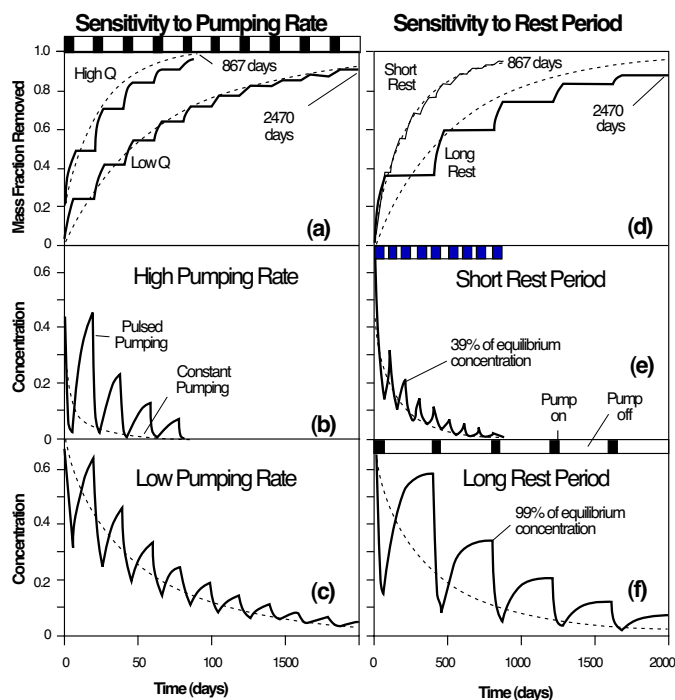 Sensitivity to Pumping Rate
Sensitivity to Rest Period
Mass Fraction Removed
1.0
0.8
0.6
0.4
0.2
0
High Q
867 days
2470
days
Low Q
(a)
Short
Rest
867 days
2470
days
Long
Rest
(d)
Concentration
0.6
0.4
0.2
0
High Pumping Rate
Pulsed
Pumping
Constant
Pumping
(b)
Short Rest Period
39% of equilibrium
concentration
(e)
Pump
on
Pump
off
Concentration
0.6
0.4
0.2
0
Low Pumping Rate
(c)
Long Rest Period
99% of equilibrium
concentration
(f)
0
50
100
1500
0
500
1000
1500
2000
Time (days)
Time (days)